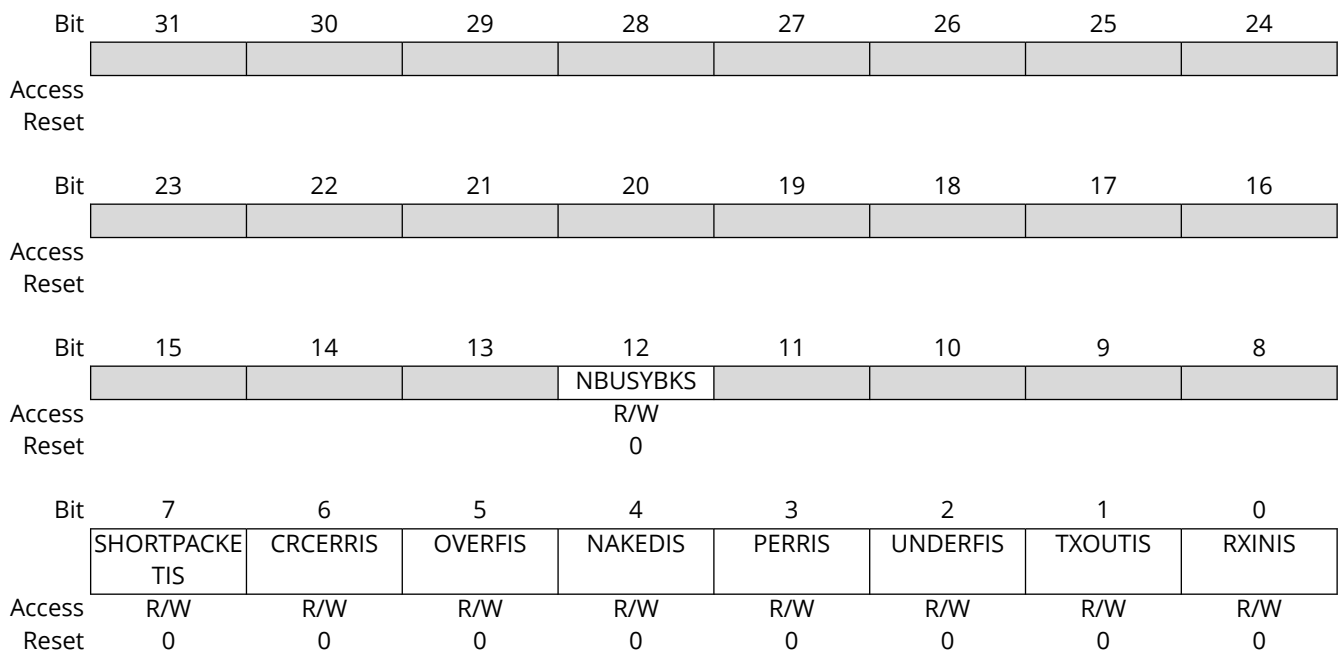 Bit 31 30 29 28 27 26 25 24
Access
Reset
Bit 23 22 21 20 19 18 17 16
Access
Reset
Bit 15 14 13 12 11 10 9 8
NBUSYBKS
Access R/W
Reset 0
Bit 7 6 5 4 3 2 1 0
SHORTPACKE CRCERRIS OVERFIS NAKEDIS PERRIS UNDERFIS TXOUTIS RXINIS
TIS
Access R/W R/W R/W R/W R/W R/W R/W R/W
Reset 0 0 0 0 0 0 0 0